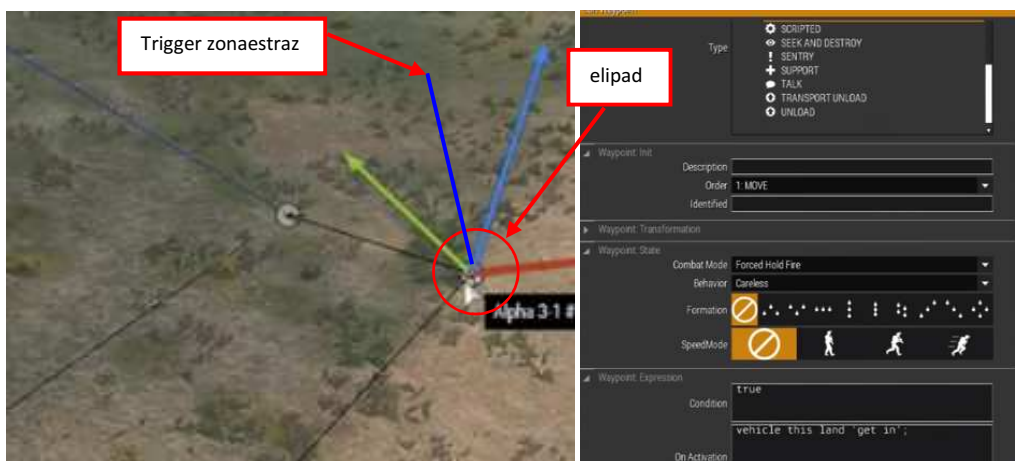 Trigger zonaestraz
elipad
Alpha 3-1 #
Type
SCRIPTED
SEEK AND DESTROY
SENTRY
SUPPORT
TALK
TRANSPORT UNLOAD
UNLOAD
Waypoint: Init
Description
Order 1: MOVE
Identified
Waypoint: Transformation
Waypoint: State
Combat Mode Forced Hold Fire
Behavior Careless
Formation
SpeedMode
Waypoint: Expression
Condition true
On Activation vehicle this land 'get in';